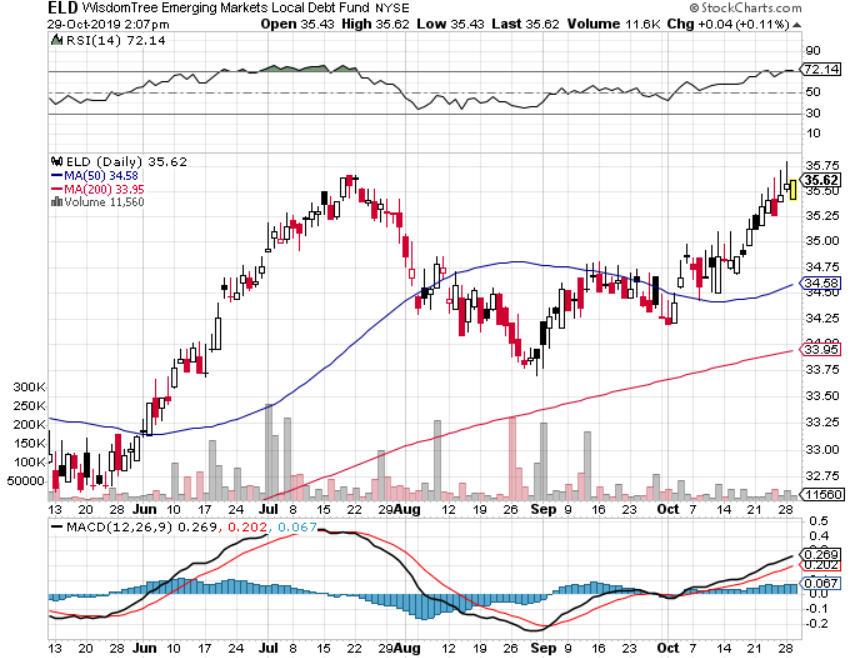 ELD WisdomTree Emerging Markets Local Debt Fund NYSE © StockCharts.com
29-Oct-2019 2:07pm Open 35.43 High 35.62 Low 35.43 Last 35.62 Volume 11.6K Chg +0.04 (+0.11%)
RSI(14) 72.14
90
72.14
50
30
10
ELD (Daily) 35.62
MA(50) 34.58
MA(200) 33.95
Volume 11,560
35.75
35.62
35.50
35.25
35.00
34.75
34.58
34.50
34.25
33.95
33.75
33.50
33.25
33.00
32.75
11560
300K
250K
200K
150K
100K
50000
13 20 28 Jun 10 17 24 Jul 8 15 22 29 Aug 12 19 26 Sep 9 16 23 Oct 7 14 21 28
MACD(12,26,9) 0.269, 0.202, 0.067
0.5
0.4
0.269
0.202
0.067
0.0
-0.1
-0.2
13 20 28 Jun 10 17 24 Jul 8 15 22 29 Aug 12 19 26 Sep 9 16 23 Oct 7 14 21 28